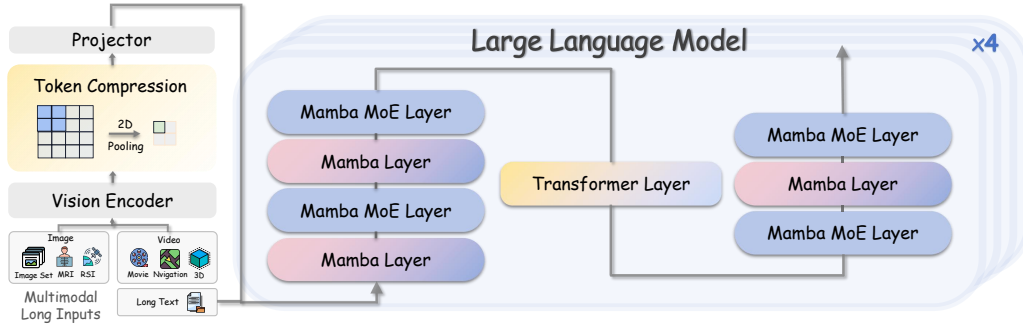 Projector
Token Compression
2D
Pooling
Vision Encoder
Image
Image Set MRI RSI
Video
Movie Nvigation 3D
Long Text
Multimodal
Long Inputs
Large Language Model
x4
Mamba MoE Layer
Mamba Layer
Mamba MoE Layer
Mamba Layer
Transformer Layer
Mamba MoE Layer
Mamba Layer
Mamba MoE Layer